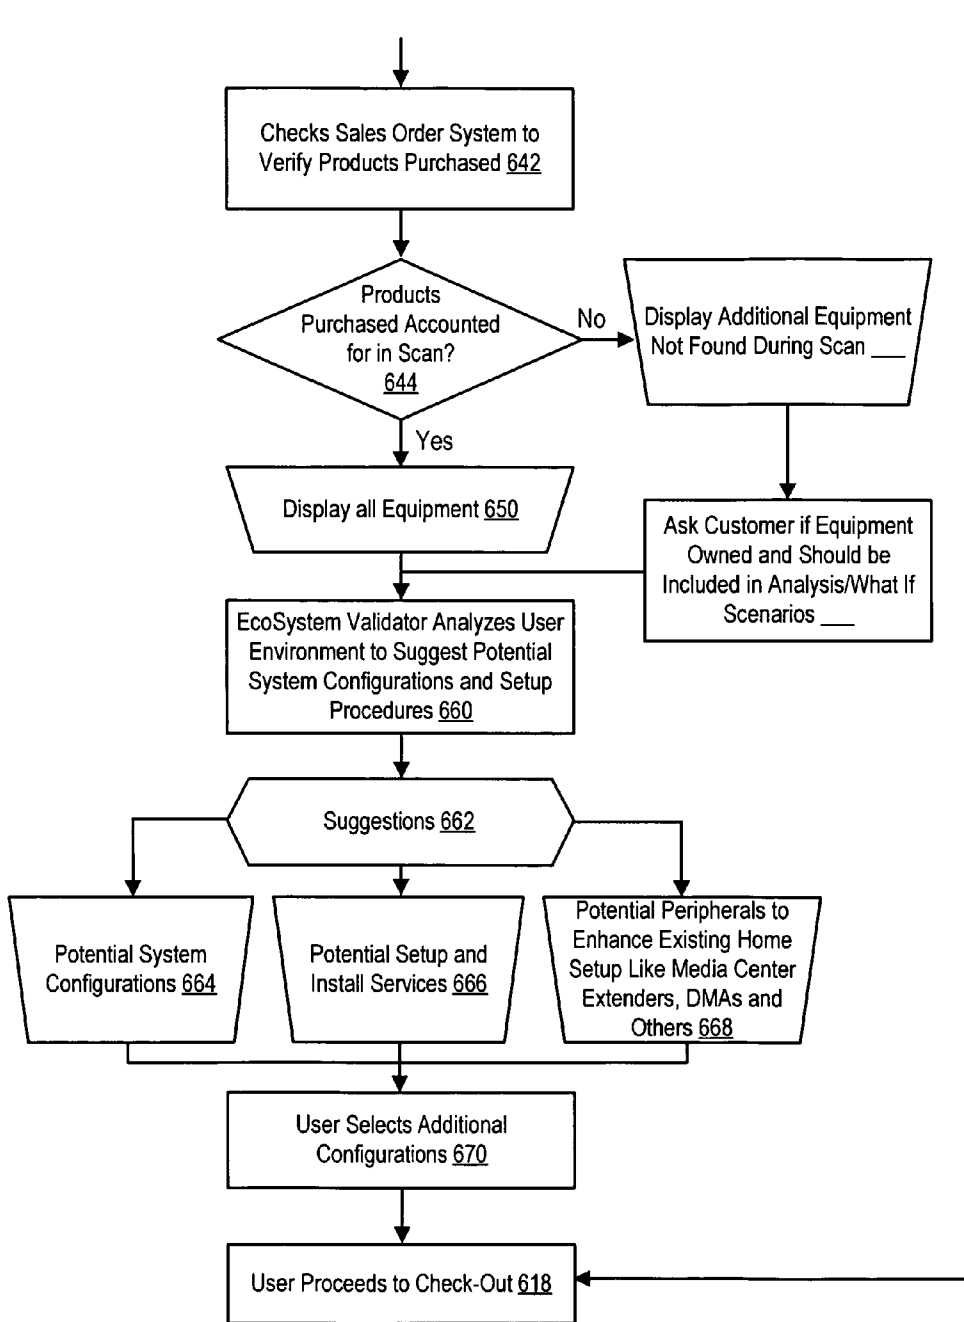 Checks Sales Order System to
Verify Products Purchased 642
Products
Purchased Accounted
for in Scan?
644
No
Display Additional Equipment
Not Found During Scan ___
Yes
Display all Equipment 650
Ask Customer if Equipment
Owned and Should be
Included in Analysis/What If
Scenarios ___
EcoSystem Validator Analyzes User
Environment to Suggest Potential
System Configurations and Setup
Procedures 660
Suggestions 662
Potential System
Configurations 664
Potential Setup and
Install Services 666
Potential Peripherals to
Enhance Existing Home
Setup Like Media Center
Extenders, DMAs and
Others 668
User Selects Additional
Configurations 670
User Proceeds to Check-Out 618